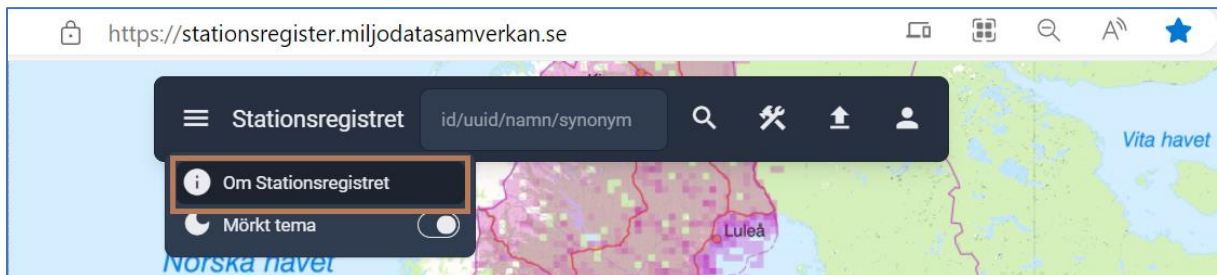 https://stationsregister.miljodatasamverkan.se
Stationsregistret id/uuid/namn/synonym
Vita havet
Om Stationsregistret
Mörkt tema
Luleå
Norska havet